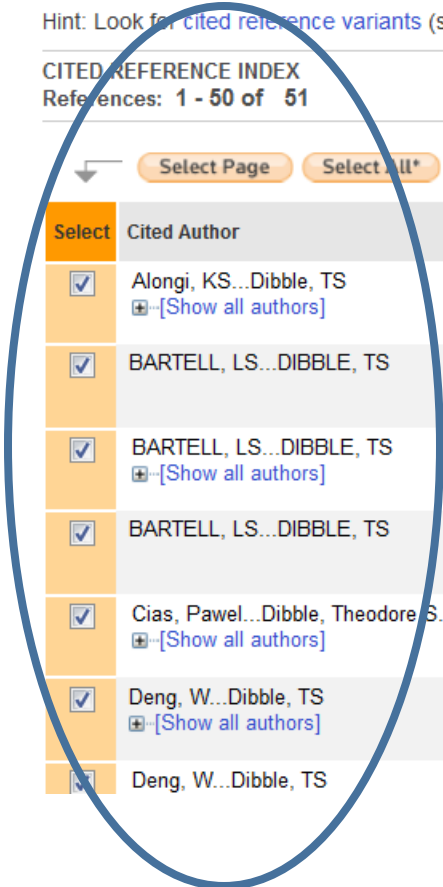 Hint: Look for cited reference variants (s
CITED REFERENCE INDEX
References: 1 - 50 of 51
Select Page Select All*
Select Cited Author
Alongi, KS...Dibble, TS
[Show all authors]
BARTELL, LS...DIBBLE, TS
BARTELL, LS...DIBBLE, TS
[Show all authors]
BARTELL, LS...DIBBLE, TS
Cias, Pawel...Dibble, Theodore S.
[Show all authors]
Deng, W...Dibble, TS
[Show all authors]
Deng, W...Dibble, TS